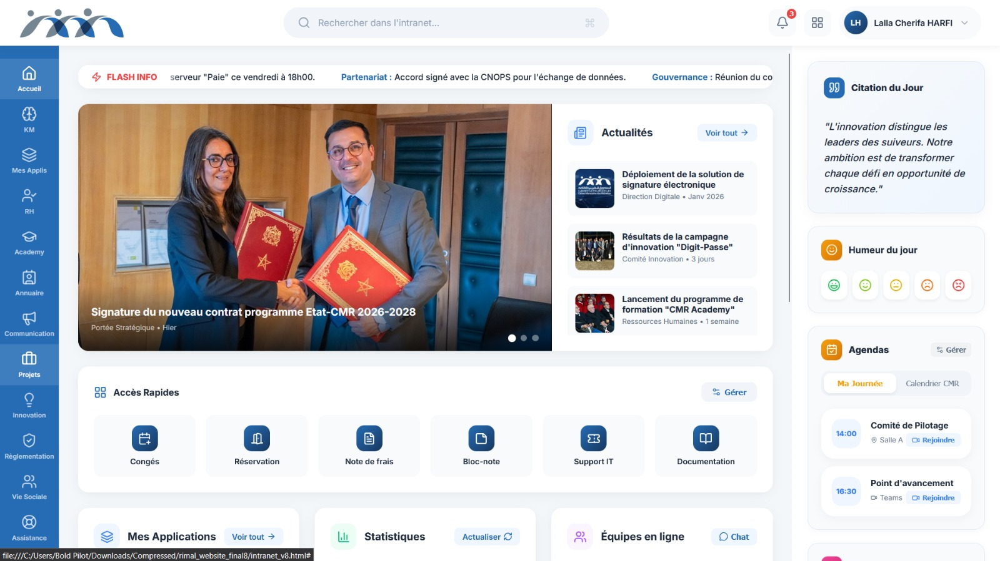 Rechercher dans l'intranet...
⌘
3
LH
Lalla Cherifa HARFI
Accueil
KM
Mes Applis
RH
Academy
Annuaire
Communication
Projets
Innovation
Règlementation
Vie Sociale
Assistance
FLASH INFO
serveur "Paie" ce vendredi à 18h00.
Partenariat : Accord signé avec la CNOPS pour l'échange de données.
Gouvernance : Réunion du co
Signature du nouveau contrat programme Etat-CMR 2026-2028
Portée Stratégique • Hier
Actualités
Voir tout →
Déploiement de la solution de
signature électronique
Direction Digitale • Janv 2026
Résultats de la campagne
d'innovation "Digit-Passe"
Comité Innovation • 3 jours
Lancement du programme de
formation "CMR Academy"
Ressources Humaines • 1 semaine
Accès Rapides
Gérer
Congés
Réservation
Note de frais
Bloc-note
Support IT
Documentation
Mes Applications
Voir tout →
Statistiques
Actualiser
Équipes en ligne
Chat
Citation du Jour
"L'innovation distingue les
leaders des suiveurs. Notre
ambition est de transformer
chaque défi en opportunité de
croissance."
Humeur du jour
Agendas
Gérer
Ma Journée
Calendrier CMR
14:00
Comité de Pilotage
Salle A
Rejoindre
16:30
Point d'avancement
Teams
Rejoindre
file:///C:/Users/Bold Pilot/Downloads/Compressed/rimal_website_final8/intranet_v8.html#